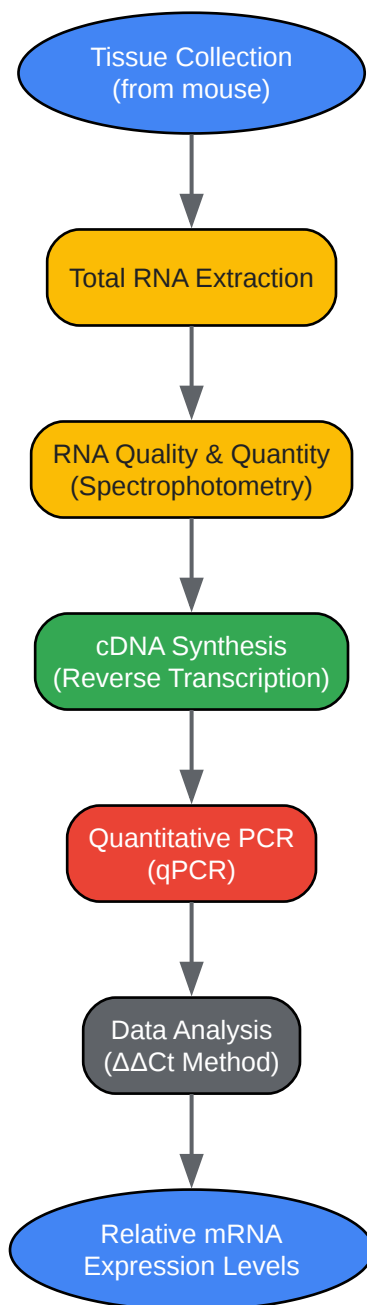 Tissue Collection
(from mouse)
Total RNA Extraction
RNA Quality & Quantity
(Spectrophotometry)
cDNA Synthesis
(Reverse Transcription)
Quantitative PCR
(qPCR)
Data Analysis
(ΔΔCt Method)
Relative mRNA
Expression Levels